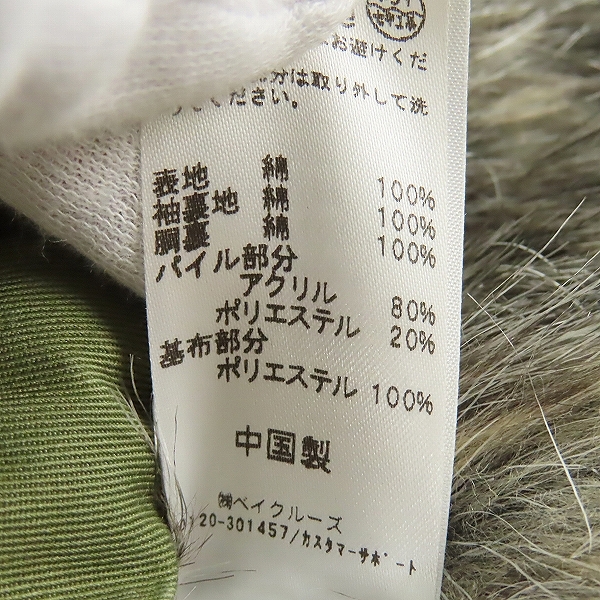 お避けくだ
部分は取り外して洗
ください。
表地 綿 100%
袖裏地 綿 100%
胴裏 綿 100%
パイル部分
アクリル 80%
ポリエステル 20%
基布部分
ポリエステル 100%
中国製
㈱ベイクルーズ
120-301457/カスタマーサポート